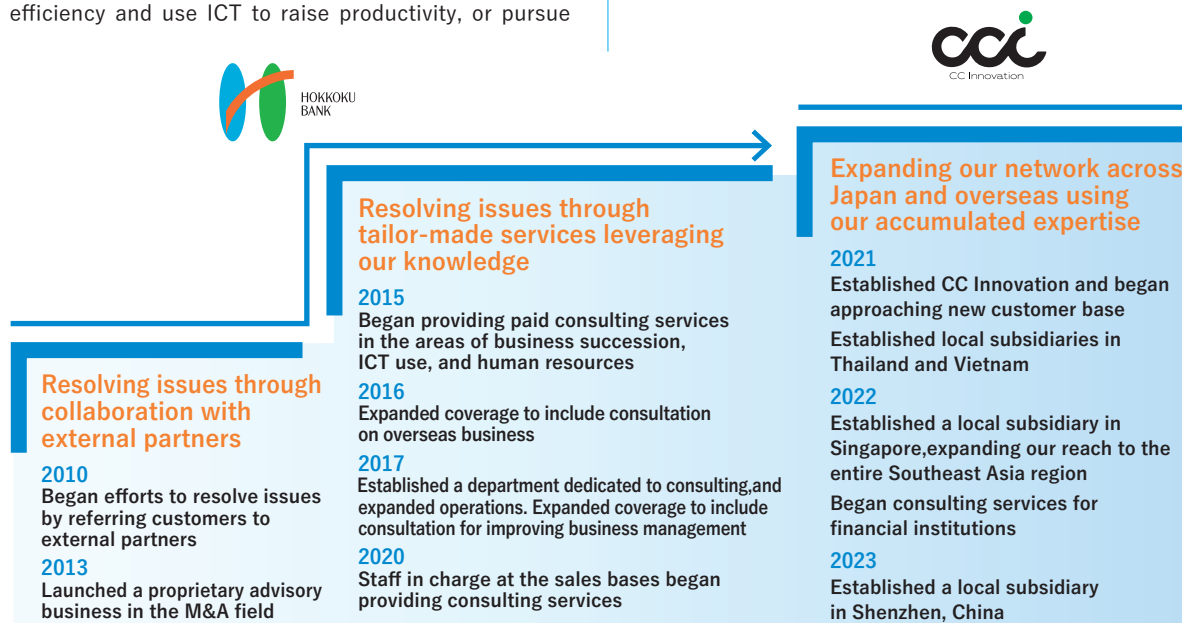 efficiency and use ICT to raise productivity, or pursue
HOKKOKU
BANK
cci
CC Innovation
Resolving issues through
collaboration with
external partners
2010
Began efforts to resolve issues
by referring customers to
external partners
2013
Launched a proprietary advisory
business in the M&A field
Resolving issues through
tailor-made services leveraging
our knowledge
2015
Began providing paid consulting services
in the areas of business succession,
ICT use, and human resources
2016
Expanded coverage to include consultation
on overseas business
2017
Established a department dedicated to consulting,and
expanded operations. Expanded coverage to include
consultation for improving business management
2020
Staff in charge at the sales bases began
providing consulting services
Expanding our network across
Japan and overseas using
our accumulated expertise
2021
Established CC Innovation and began
approaching new customer base
Established local subsidiaries in
Thailand and Vietnam
2022
Established a local subsidiary in
Singapore,expanding our reach to the
entire Southeast Asia region
Began consulting services for
financial institutions
2023
Established a local subsidiary
in Shenzhen, China